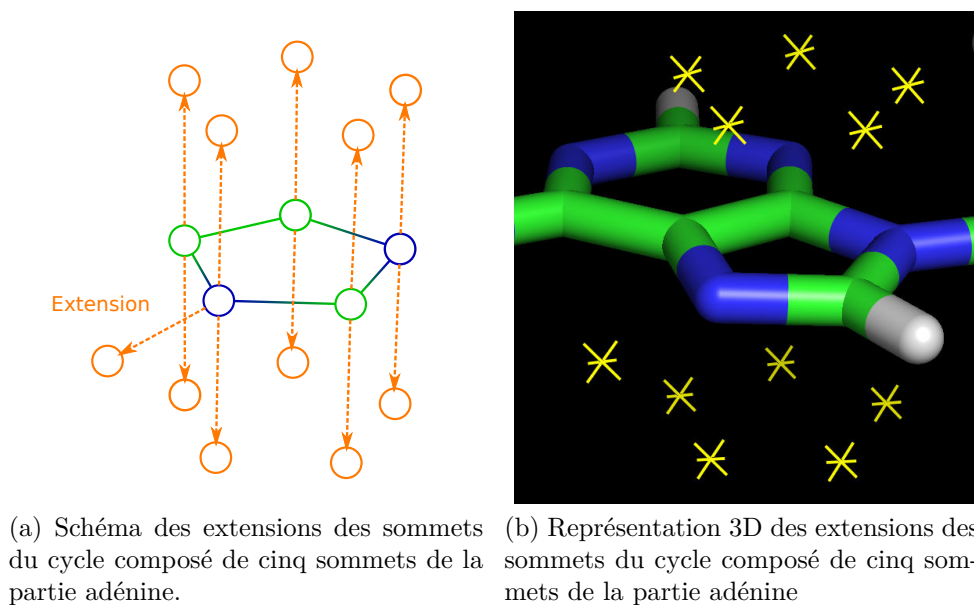 Extension
(a) Schéma des extensions des sommets
du cycle composé de cinq sommets de la
partie adénine.
(b) Représentation 3D des extensions des
sommets du cycle composé de cinq som-
mets de la partie adénine